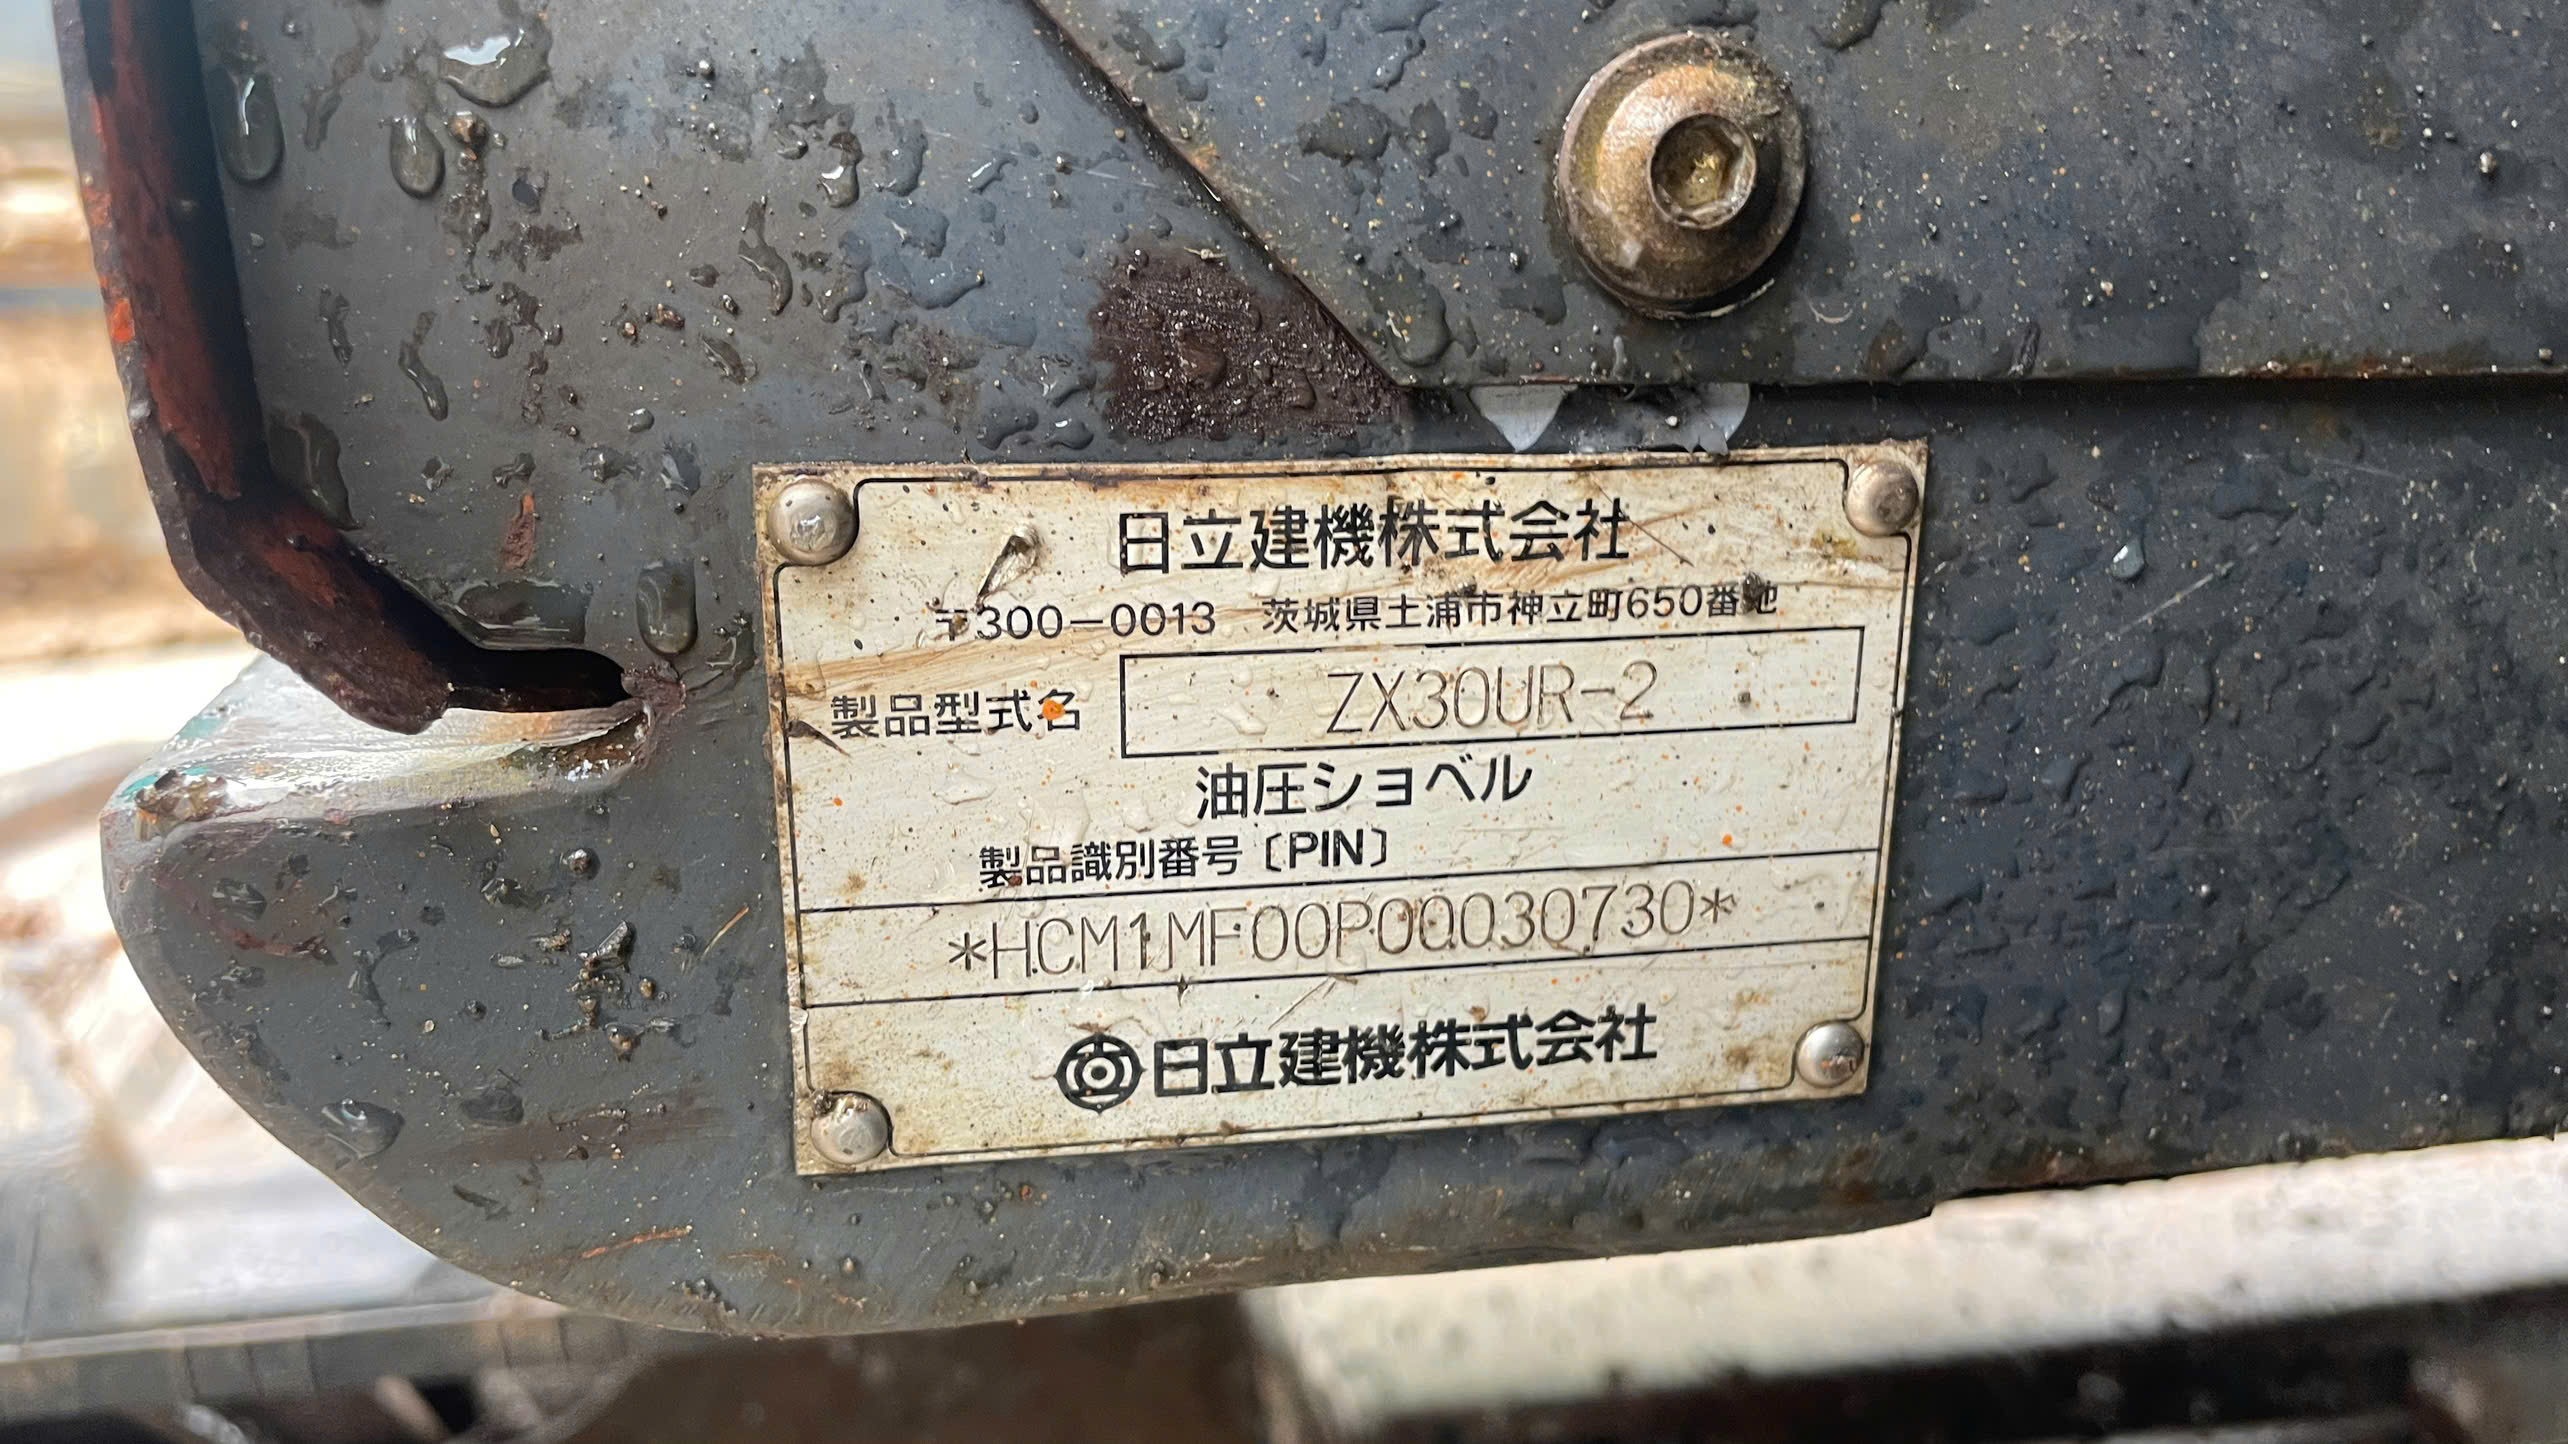 日立建機株式会社
〒300-0013 茨城県土浦市神立町650番地
製品型式名 ZX30UR-2
油圧ショベル
製品識別番号〔PIN〕
*HCM1MF00P00030730*
日立建機株式会社